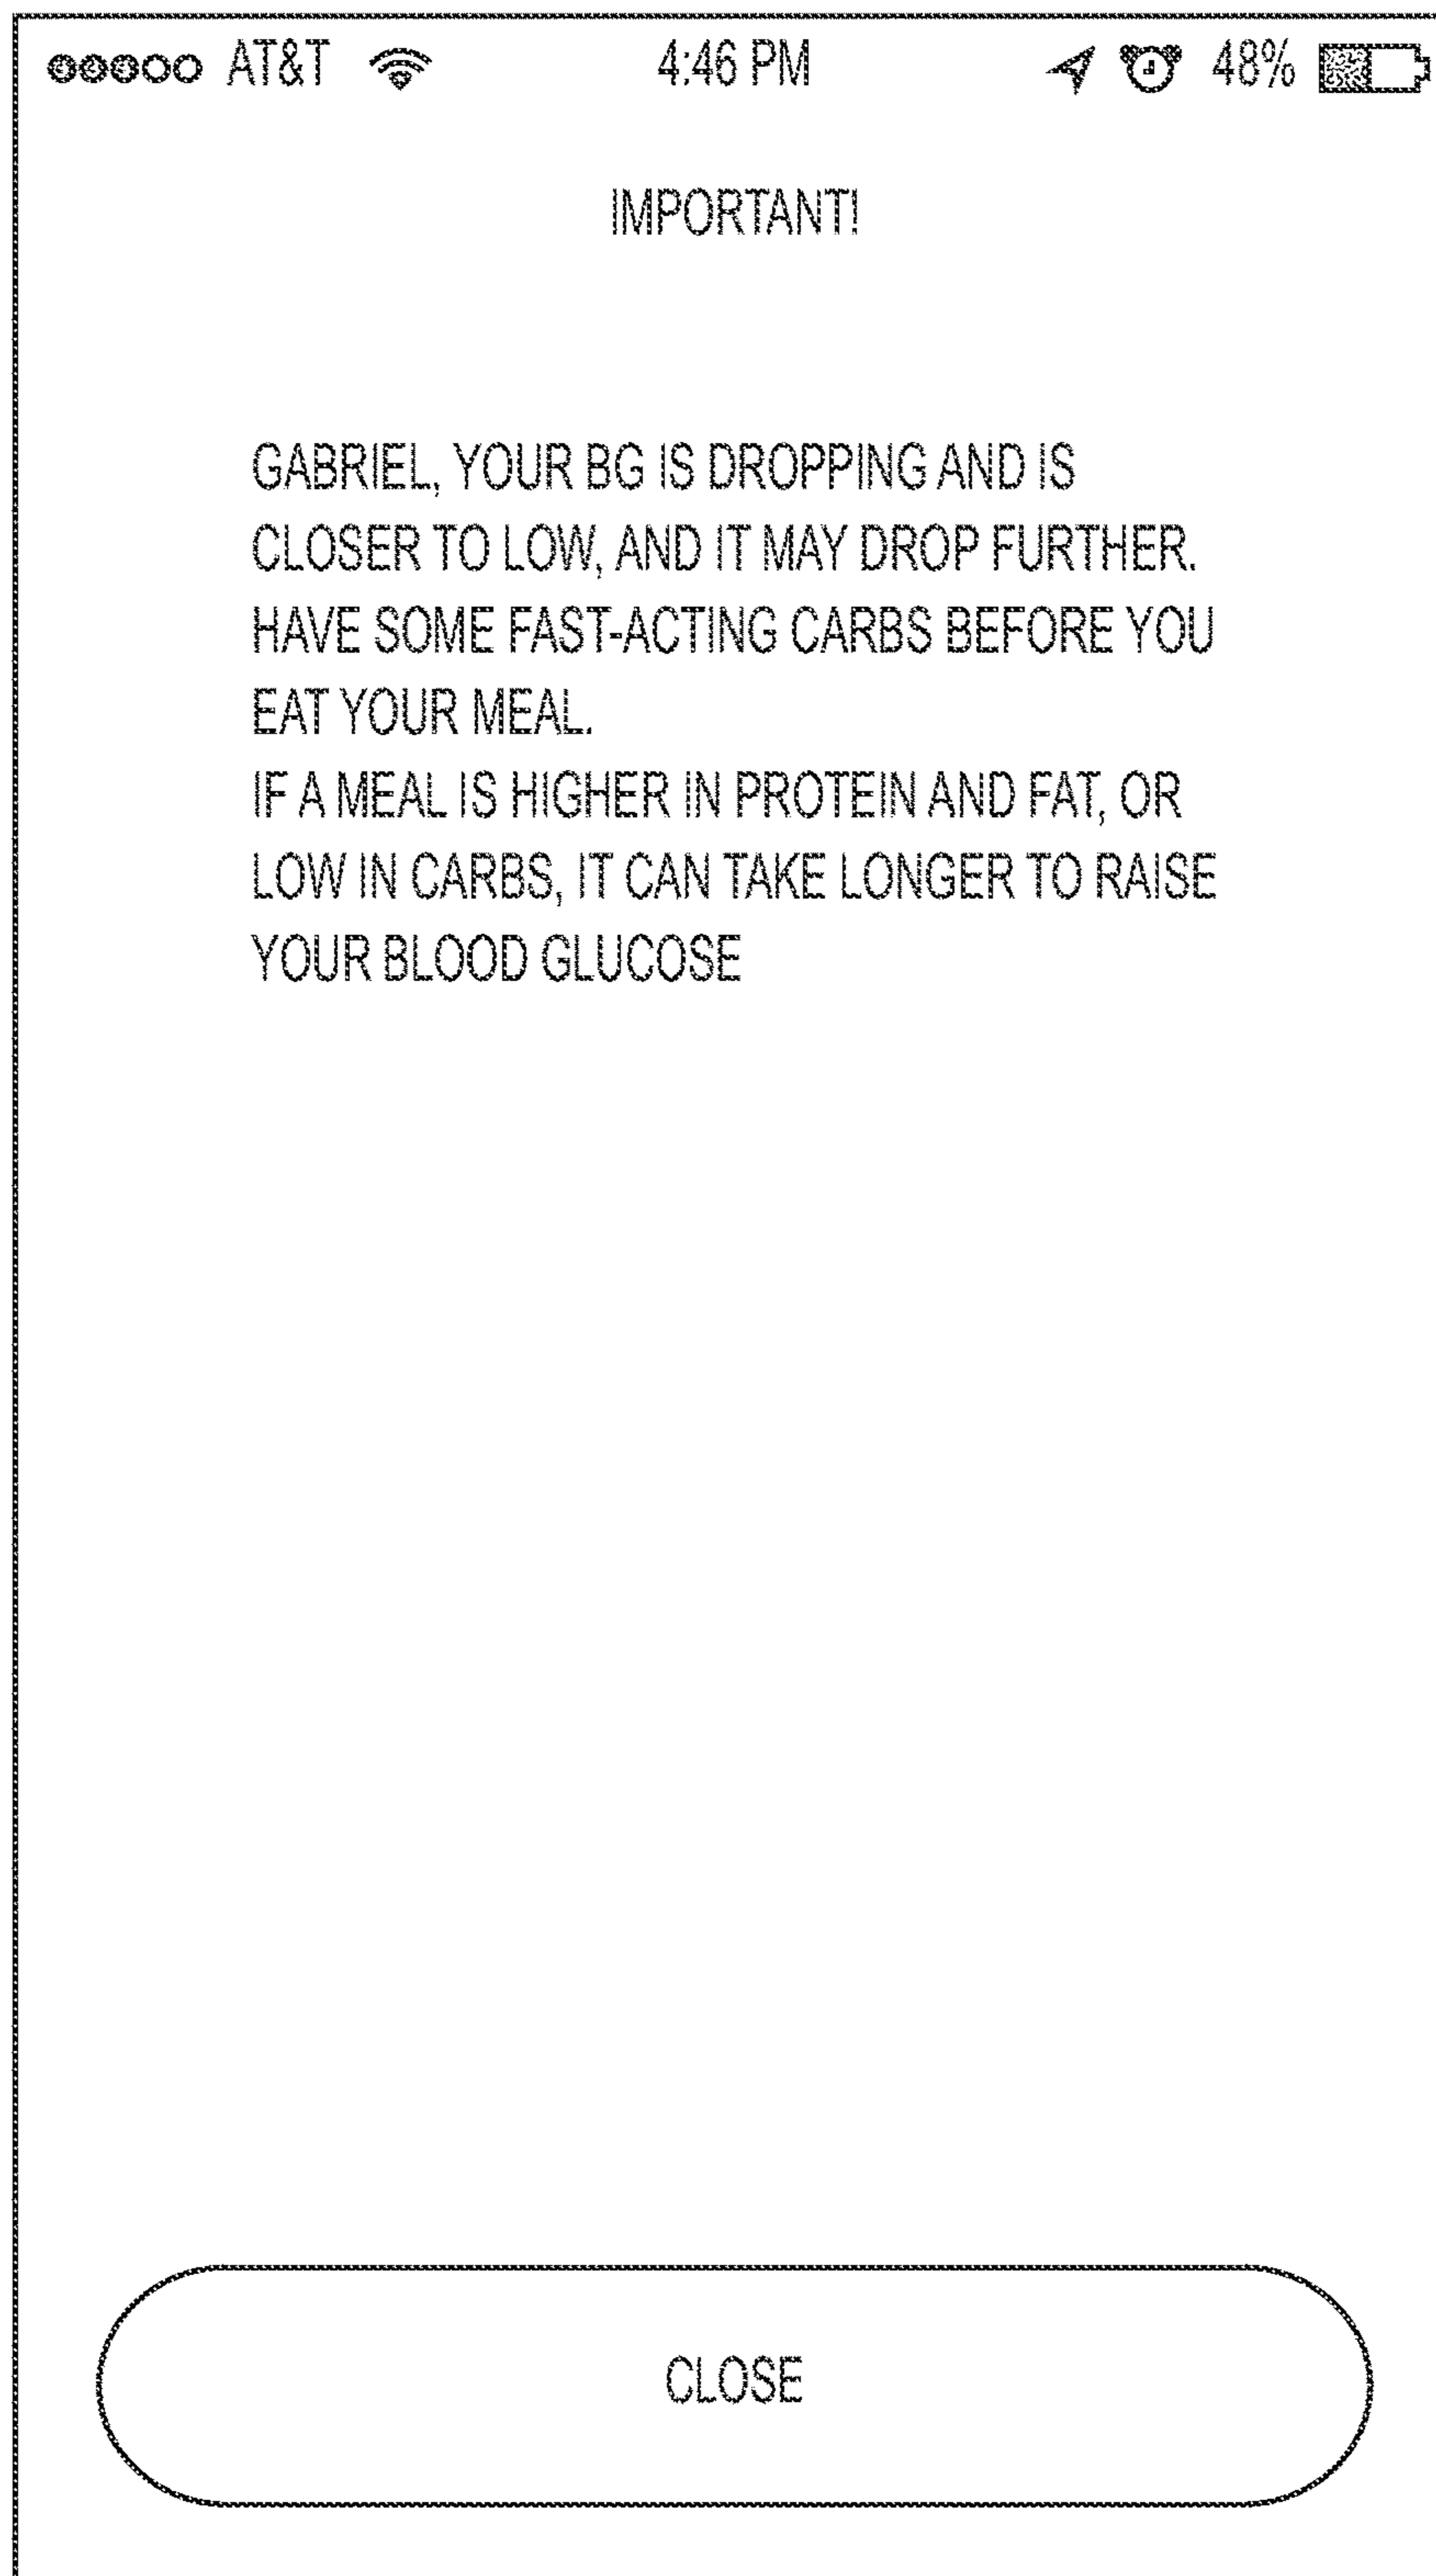 AT&T 4:46 PM 48%
IMPORTANT!
GABRIEL, YOUR BG IS DROPPING AND IS
CLOSER TO LOW, AND IT MAY DROP FURTHER.
HAVE SOME FAST-ACTING CARBS BEFORE YOU
EAT YOUR MEAL.
IF A MEAL IS HIGHER IN PROTEIN AND FAT, OR
LOW IN CARBS, IT CAN TAKE LONGER TO RAISE
YOUR BLOOD GLUCOSE
CLOSE